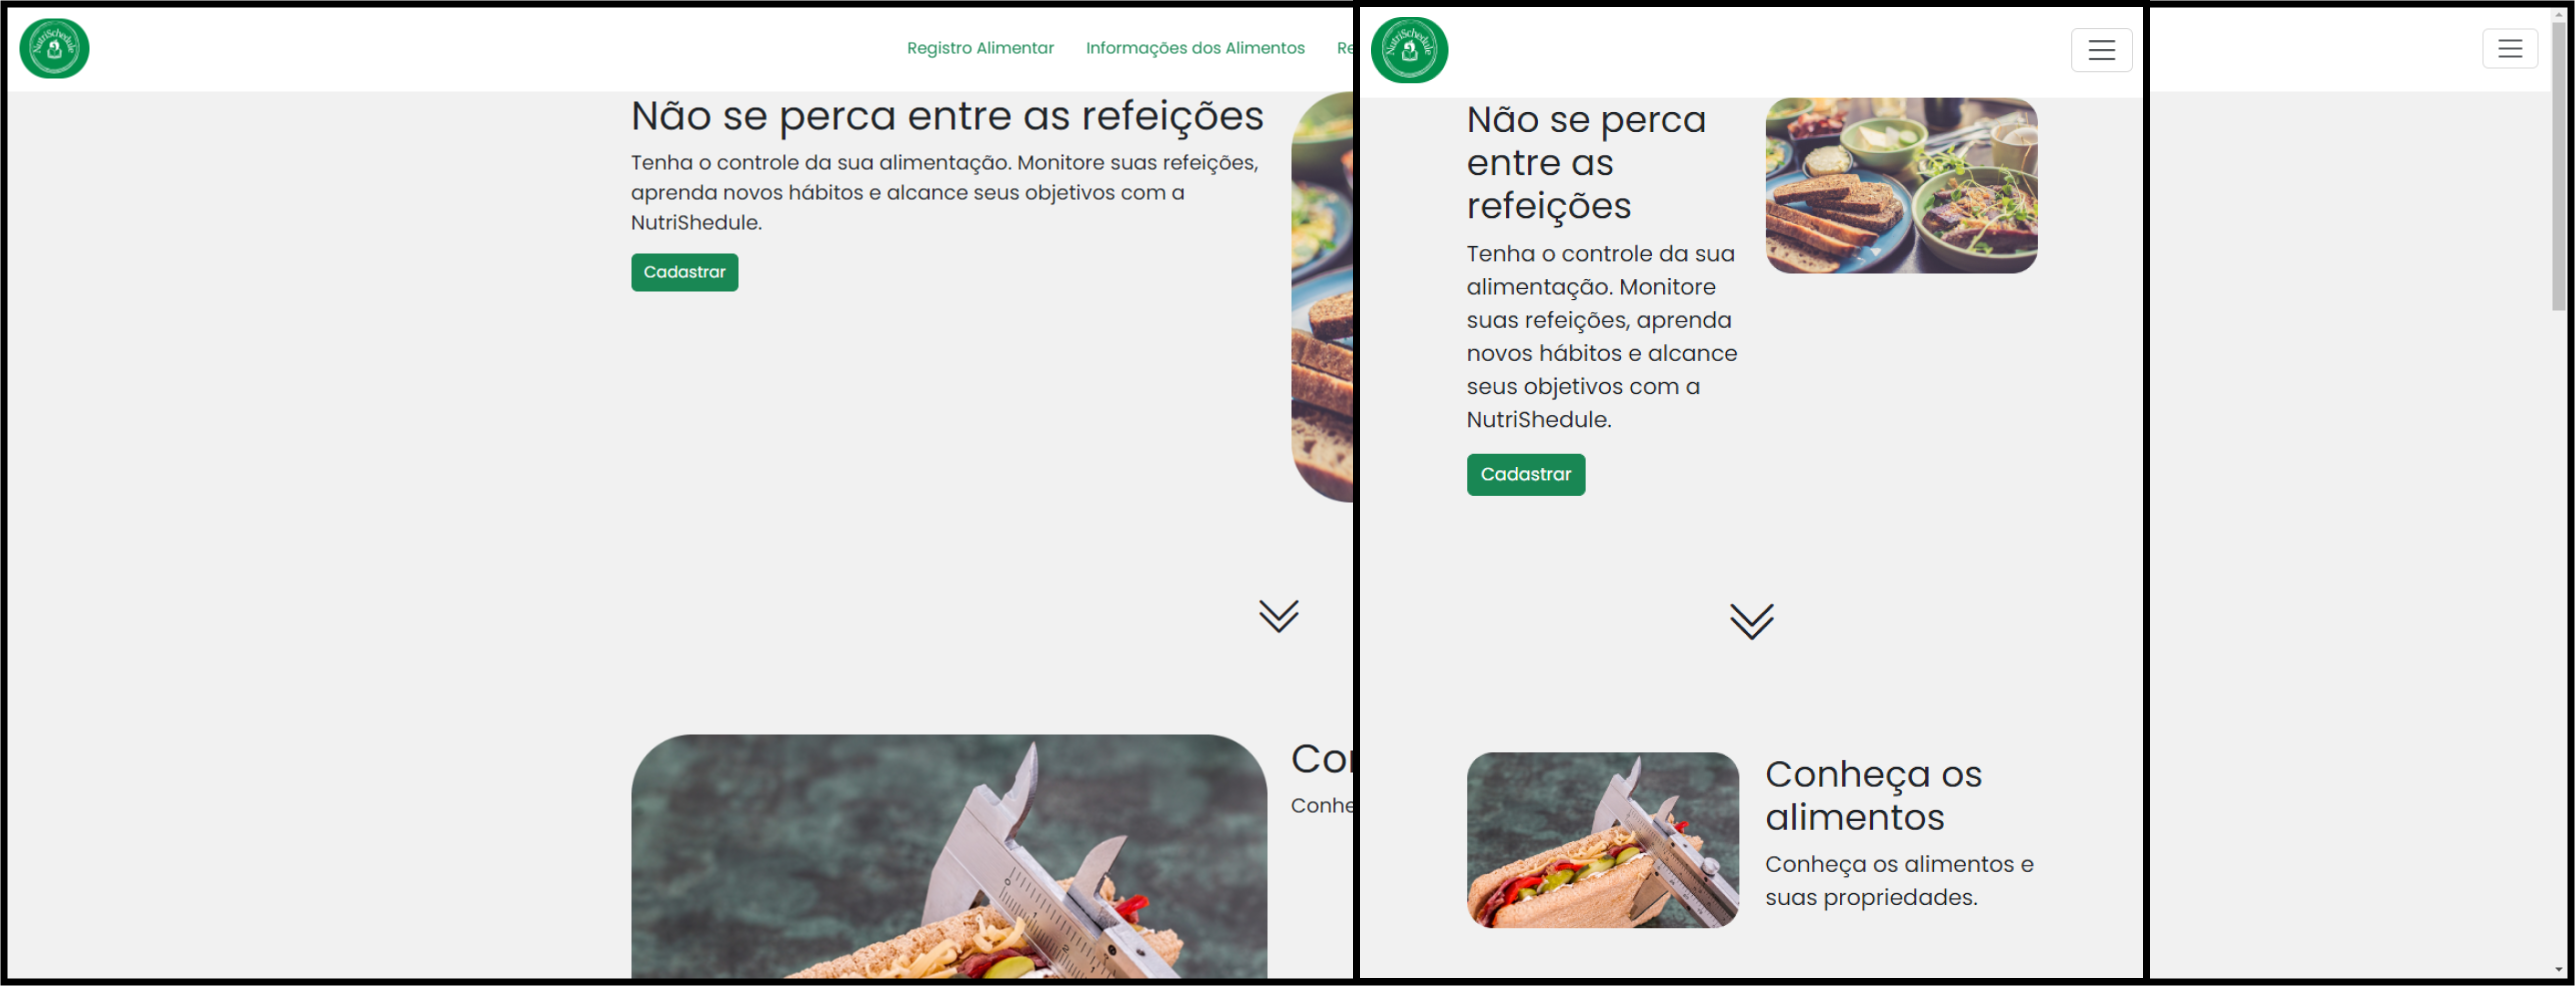 NutriSchedule
Registro Alimentar
Informações dos Alimentos
Re
Não se perca entre as refeições
Tenha o controle da sua alimentação. Monitore suas refeições,
aprenda novos hábitos e alcance seus objetivos com a
NutriShedule.
Cadastrar
Co
Conhe
NutriSchedule
Não se perca
entre as
refeições
Tenha o controle da sua
alimentação. Monitore
suas refeições, aprenda
novos hábitos e alcance
seus objetivos com a
NutriShedule.
Cadastrar
Conheça os
alimentos
Conheça os alimentos e
suas propriedades.